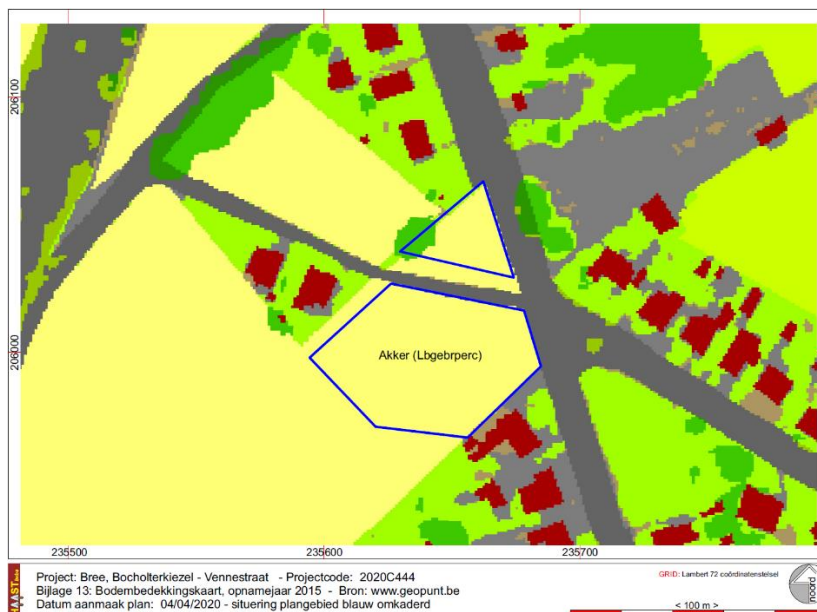 206100
206000
Akker (Lbgebrperc)
235500
235600
235700
HAAST bvba
Project: Bree, Bocholterkiezel - Vennestraat - Projectcode: 2020C444
Bijlage 13: Bodembedekkingskaart, opnamejaar 2015 - Bron: www.geopunt.be
Datum aanmaak plan: 04/04/2020 - situering plangebied blauw omkaderd
GRID: Lambert 72 coördinatenstelsel
< 100 m >
noord